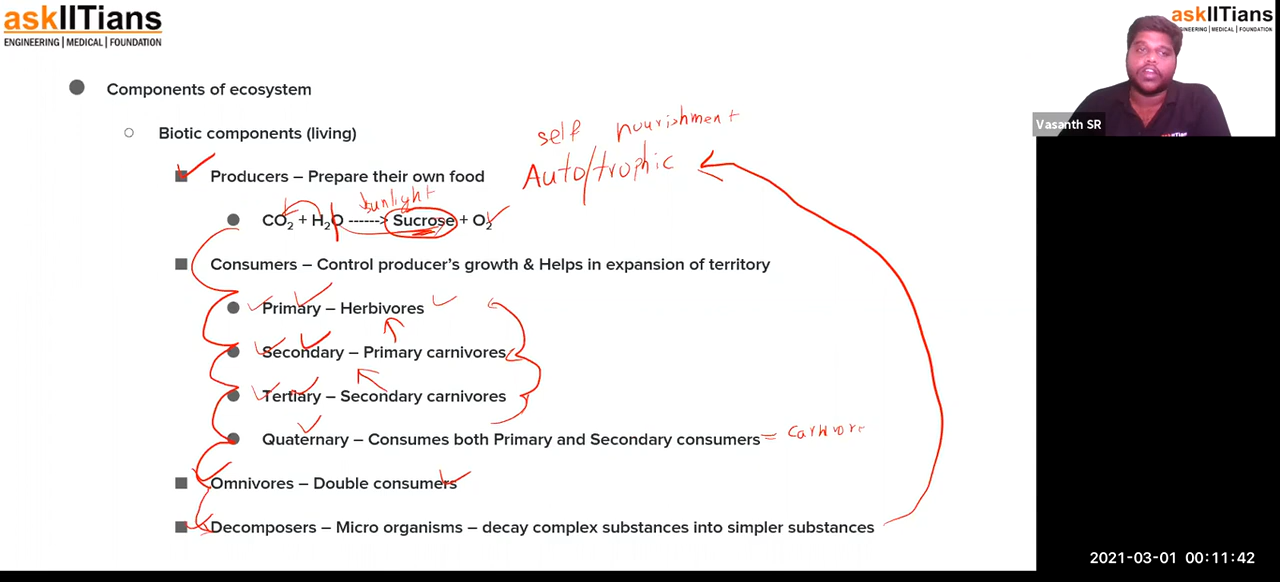 askIITians
ENGINEERING | MEDICAL | FOUNDATION
askIITians
ENGINEERING | MEDICAL | FOUNDATION
Vasanth SR
Components of ecosystem
Biotic components (living)
self nourishment
Auto/trophic
Producers – Prepare their own food
sunlight
CO2 + H2O ------> Sucrose + O2
Consumers – Control producer's growth & Helps in expansion of territory
Primary – Herbivores
Secondary – Primary carnivores
Tertiary – Secondary carnivores
Quaternary – Consumes both Primary and Secondary consumers = carnivore
Omnivores – Double consumers
Decomposers – Micro organisms – decay complex substances into simpler substances
2021-03-01 00:11:42